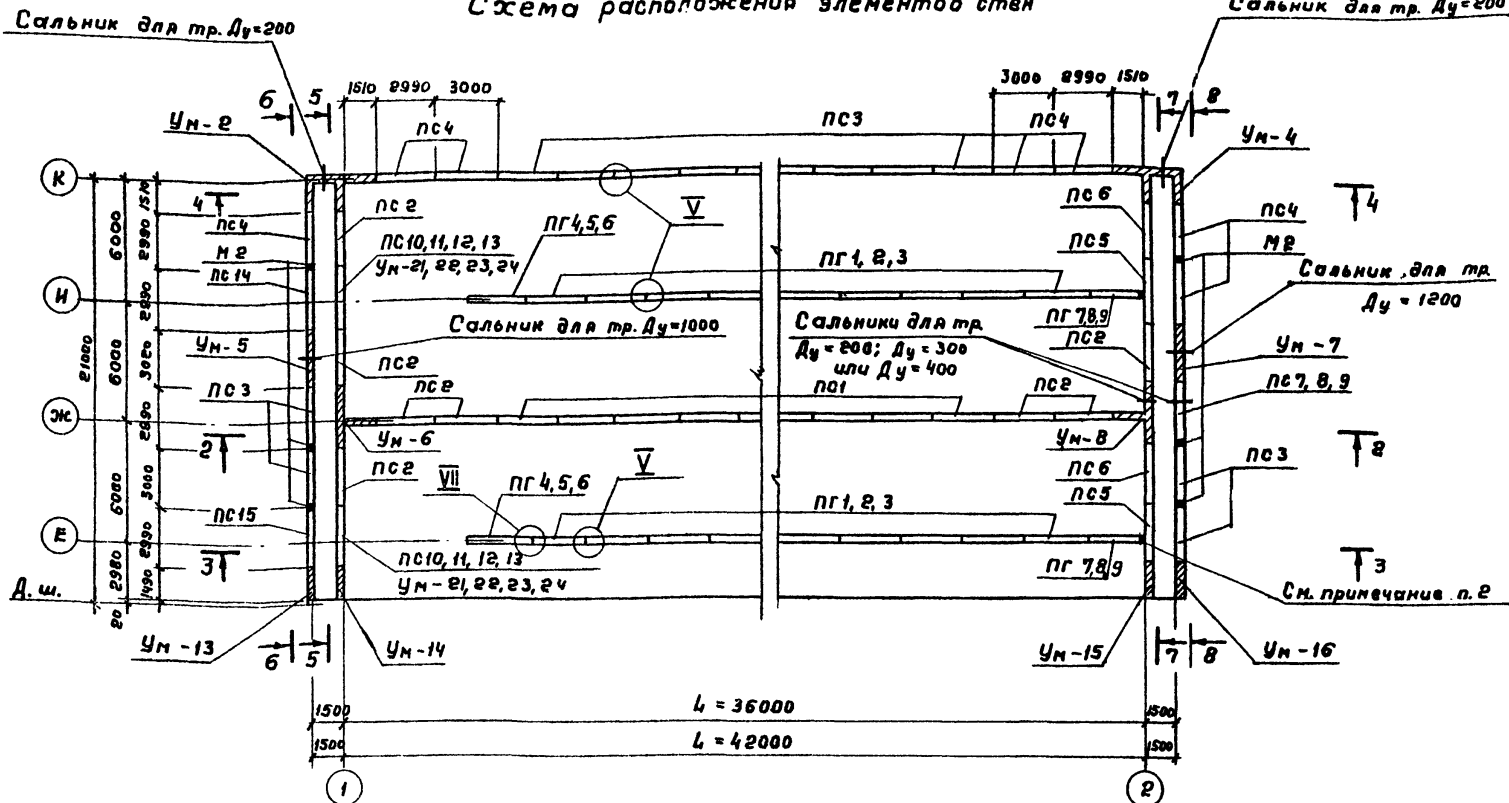 Схема расположения элементов стен
Сальник для тр. Ду=200
Сальник для тр. Ду=200
1510 2990 3000
3000 2990 1510
6 5
7 8
Ум-2
ПС4
ПС3
ПС4
Ум-4
К
4
4
ПС4
ПС2
ПС6
ПС4
М2
ПС10,11,12,13
Ум-21,22,23,24
ПГ4,5,6
V
ПС5
М2
ПС14
ПГ1,2,3
Сальник для тр
Ду = 1200
И
Сальник для тр. Ду=1000
Сальники для тр
Ду = 200; Ду = 300
или Ду = 400
ПГ 7,8,9
Ум-5
ПС2
ПС2
Ум-7
ПС3
ПС2
ПС1
ПС2
ПС7,8,9
Ж
Ум-6
Ум-8
2
2
ПС2
VII
ПГ4,5,6
V
ПГ1,2,3
ПС6
ПС3
ПС15
ПС5
Е
3
3
ПС10,11,12,13
Ум-21,22,23,24
ПГ 7,8,9
См. примечание п.2
Д.ш.
21000
6000
6000
6000
2980
20
1510
2990
2990
3020
2990
3000
2990
1490
Ум-13
6 5
Ум-14
Ум-15
7 8
Ум-16
1500
L = 36000
1500
1500
L = 42000
1500
1
2